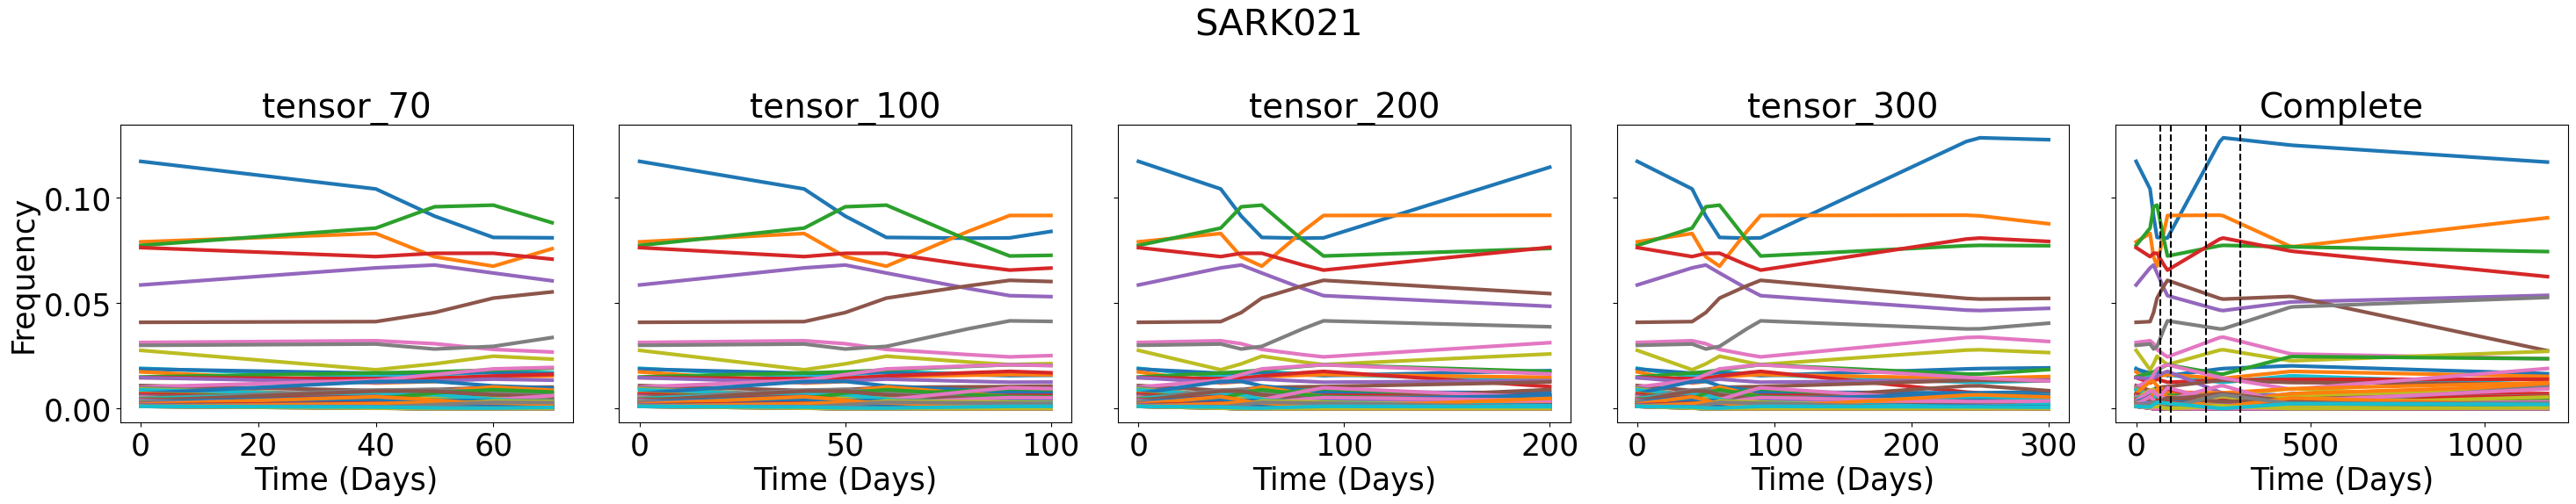 SARK021
tensor_70 tensor_100 tensor_200 tensor_300 Complete
Frequency
0.10
0.05
0.00
0 20 40 60 0 50 100 0 100 200 0 100 200 300 0 500 1000
Time (Days) Time (Days) Time (Days) Time (Days) Time (Days)